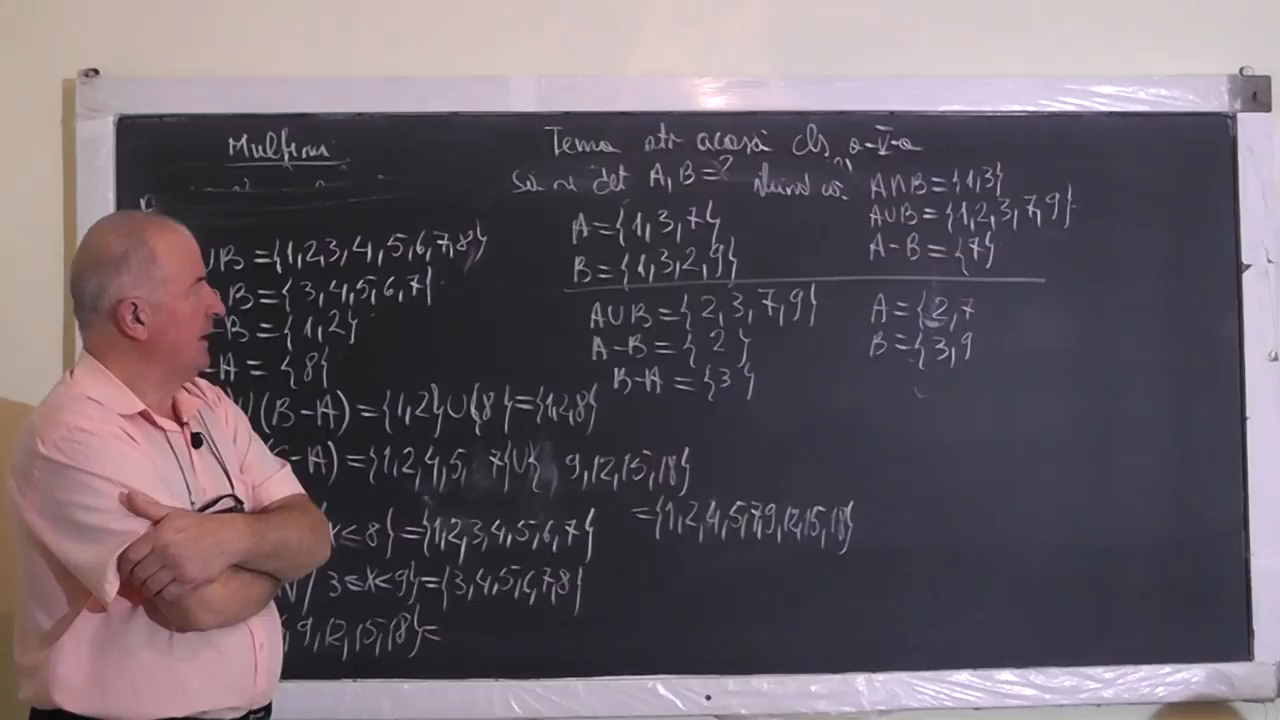 Mulțimi
∪B={1,2,3,4,5,6,7,8}
B={3,4,5,6,7}
-B={1,2}
-A={8}
(B-A)={1,2}∪{8}={1,2,8}
-A)={1,2,4,5, 7}∪{ 9,12,15,18}
={1,2,4,5,7,9,12,15,18}
x≤8}={1,2,3,4,5,6,7}
N/ 3≤x<9}={3,4,5,6,7,8}
9,12,15,18}=
Tema ptr acasă cls a-V-a
Să se det A,B=? știind că:
A∩B={1,3}
A∪B={1,2,3,7,9}
A-B={7}
A={1,3,7}
B={1,3,2,9}
A∪B={2,3,7,9}
A-B={2}
B-A={3}
A={2,7
B={3,9